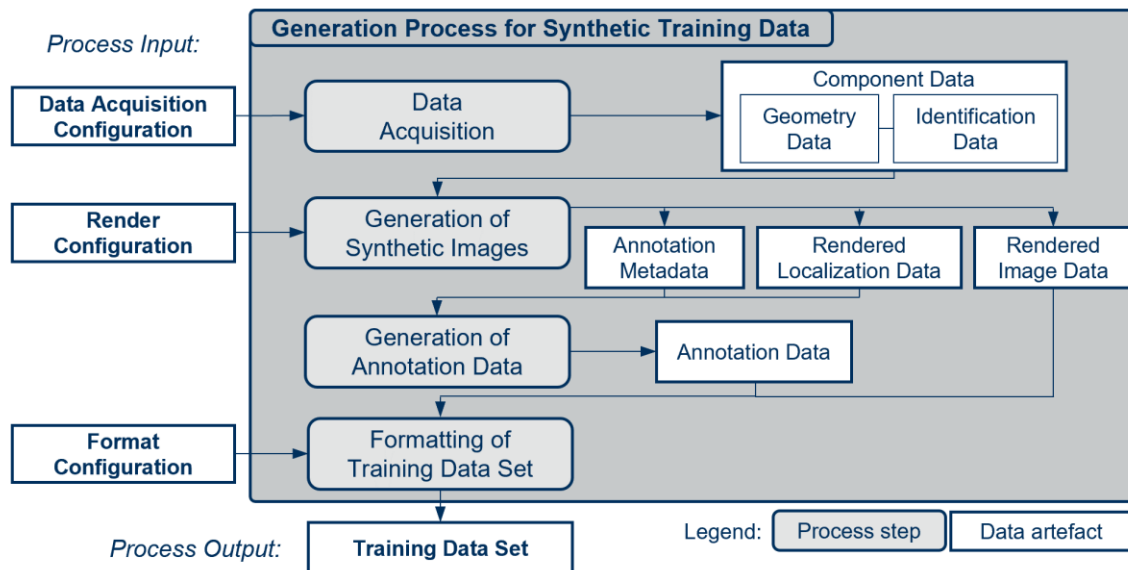 Generation Process for Synthetic Training Data
Process Input:
Data Acquisition
Configuration
Data
Acquisition
Component Data
Geometry
Data
Identification
Data
Render
Configuration
Generation of
Synthetic Images
Annotation
Metadata
Rendered
Localization Data
Rendered
Image Data
Generation of
Annotation Data
Annotation Data
Format
Configuration
Formatting of
Training Data Set
Process Output:
Training Data Set
Legend:
Process step
Data artefact